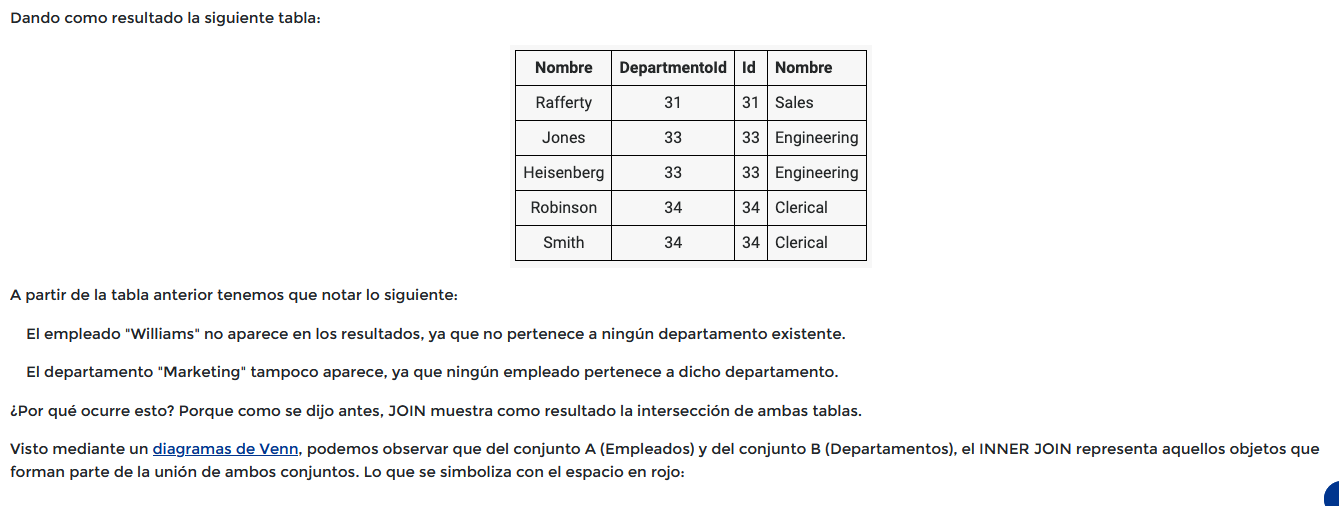 Dando como resultado la siguiente tabla:
Nombre DepartmentoId Id Nombre
Rafferty 31 31 Sales
Jones 33 33 Engineering
Heisenberg 33 33 Engineering
Robinson 34 34 Clerical
Smith 34 34 Clerical
A partir de la tabla anterior tenemos que notar lo siguiente:
El empleado "Williams" no aparece en los resultados, ya que no pertenece a ningún departamento existente.
El departamento "Marketing" tampoco aparece, ya que ningún empleado pertenece a dicho departamento.
¿Por qué ocurre esto? Porque como se dijo antes, JOIN muestra como resultado la intersección de ambas tablas.
Visto mediante un diagramas de Venn, podemos observar que del conjunto A (Empleados) y del conjunto B (Departamentos), el INNER JOIN representa aquellos objetos que
forman parte de la unión de ambos conjuntos. Lo que se simboliza con el espacio en rojo: